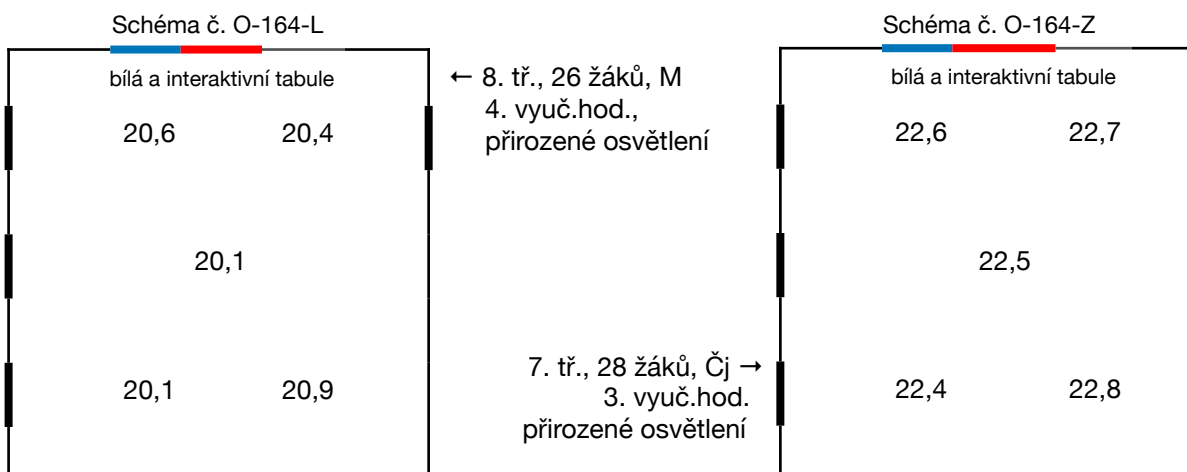 Schéma č. O-164-L
bílá a interaktivní tabule
20,6 20,4
20,1
20,1 20,9
← 8. tř., 26 žáků, M
4. vyuč.hod.,
přirozené osvětlení
7. tř., 28 žáků, Čj →
3. vyuč.hod.
přirozené osvětlení
Schéma č. O-164-Z
bílá a interaktivní tabule
22,6 22,7
22,5
22,4 22,8